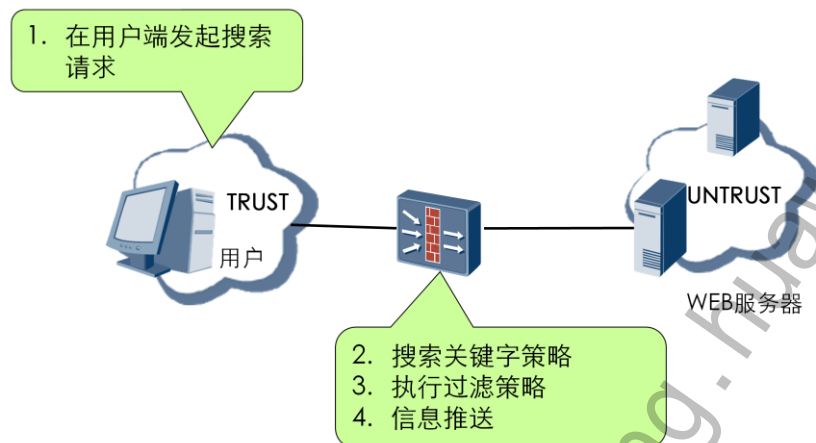 1. 在用户端发起搜索
请求
TRUST
用户
UNTRUST
WEB服务器
2. 搜索关键字策略
3. 执行过滤策略
4. 信息推送